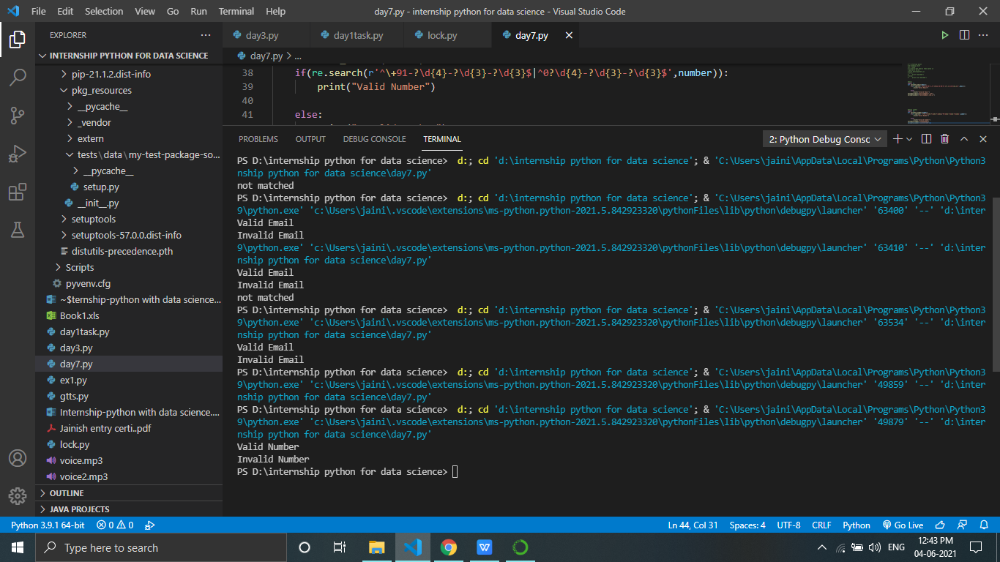 File Edit Selection View Go Run Terminal Help
day7.py - internship python for data science - Visual Studio Code
EXPLORER
day3.py day1task.py lock.py day7.py
INTERNSHIP PYTHON FOR DATA SCIENCE
day7.py > ...
pip-21.1.2.dist-info
pkg_resources
__pycache__
_vendor
extern
tests\data\my-test-package-so...
__pycache__
setup.py
__init__.py
setuptools
setuptools-57.0.0.dist-info
distutils-precedence.pth
Scripts
pyvenv.cfg
~$ternship-python with data science...
Book1.xls
day1task.py
day3.py
day7.py
ex1.py
gtts.py
Internship-python with data science....
Jainish entry certi..pdf
lock.py
voice.mp3
voice2.mp3
OUTLINE
JAVA PROJECTS
38 if(re.search(r'^\+91-?\d{4}-?\d{3}-?\d{3}$|^0?\d{4}-?\d{3}-?\d{3}$',number)):
39 print("Valid Number")
40
41 else:
PROBLEMS OUTPUT DEBUG CONSOLE TERMINAL
2: Python Debug Consc
PS D:\internship python for data science> d:; cd 'd:\internship python for data science'; & 'C:\Users\jaini\AppData\Local\Programs\Python\Python3
nship python for data science\day7.py'
not matched
PS D:\internship python for data science> d:; cd 'd:\internship python for data science'; & 'C:\Users\jaini\AppData\Local\Programs\Python\Python3
9\python.exe' 'c:\Users\jaini\.vscode\extensions\ms-python.python-2021.5.842923320\pythonFiles\lib\python\debugpy\launcher' '63400' '--' 'd:\inter
Valid Email
Invalid Email
9\python.exe' 'c:\Users\jaini\.vscode\extensions\ms-python.python-2021.5.842923320\pythonFiles\lib\python\debugpy\launcher' '63410' '--' 'd:\inter
nship python for data science\day7.py'
Valid Email
Invalid Email
not matched
PS D:\internship python for data science> d:; cd 'd:\internship python for data science'; & 'C:\Users\jaini\AppData\Local\Programs\Python\Python3
9\python.exe' 'c:\Users\jaini\.vscode\extensions\ms-python.python-2021.5.842923320\pythonFiles\lib\python\debugpy\launcher' '63534' '--' 'd:\inter
nship python for data science\day7.py'
Valid Email
Invalid Email
PS D:\internship python for data science> d:; cd 'd:\internship python for data science'; & 'C:\Users\jaini\AppData\Local\Programs\Python\Python3
9\python.exe' 'c:\Users\jaini\.vscode\extensions\ms-python.python-2021.5.842923320\pythonFiles\lib\python\debugpy\launcher' '49859' '--' 'd:\inter
nship python for data science\day7.py'
PS D:\internship python for data science> d:; cd 'd:\internship python for data science'; & 'C:\Users\jaini\AppData\Local\Programs\Python\Python3
9\python.exe' 'c:\Users\jaini\.vscode\extensions\ms-python.python-2021.5.842923320\pythonFiles\lib\python\debugpy\launcher' '49879' '--' 'd:\inter
nship python for data science\day7.py'
Valid Number
Invalid Number
PS D:\internship python for data science>
Python 3.9.1 64-bit 0 0 Ln 44, Col 31 Spaces: 4 UTF-8 CRLF Python Go Live
Type here to search
ENG
12:43 PM
04-06-2021